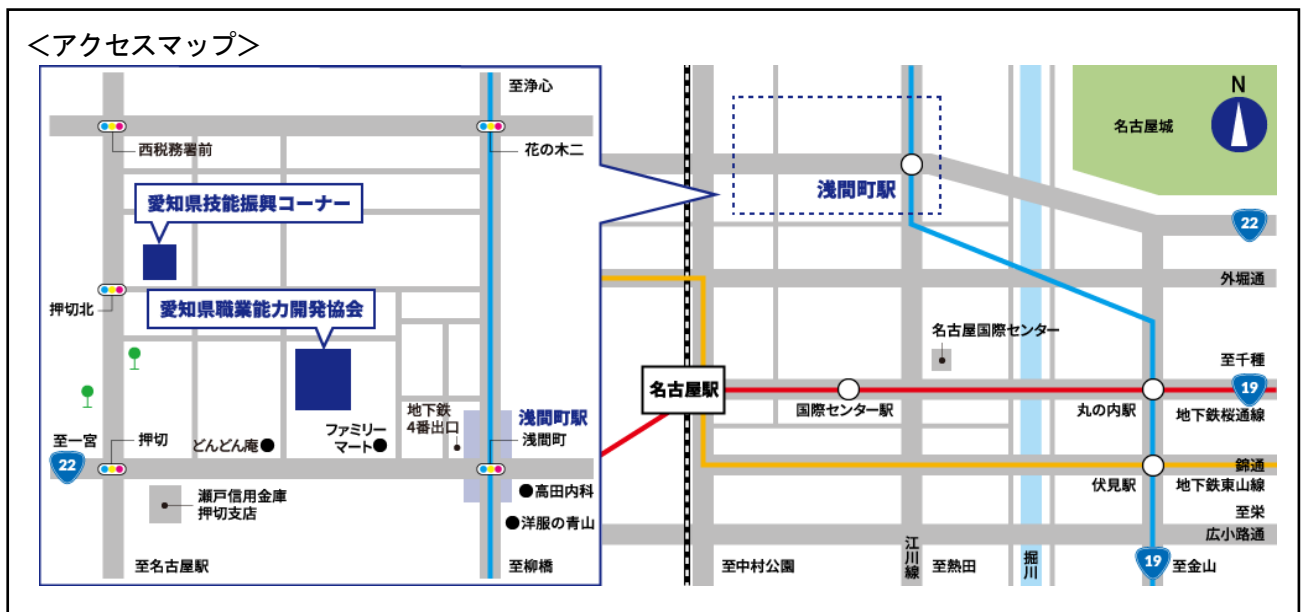 ＜アクセスマップ＞
至浄心
西税務署前
花の木二
愛知県技能振興コーナー
押切北
愛知県職業能力開発協会
地下鉄
4番出口
浅間町駅
浅間町
至一宮
22
押切
どんどん庵
ファミリー
マート
瀬戸信用金庫
押切支店
高田内科
洋服の青山
至名古屋駅
至柳橋
N
名古屋城
浅間町駅
22
外堀通
名古屋国際センター
至千種
19
名古屋駅
国際センター駅
丸の内駅
地下鉄桜通線
錦通
伏見駅
地下鉄東山線
至栄
広小路通
至中村公園
江川線
至熱田
堀川
19
至金山